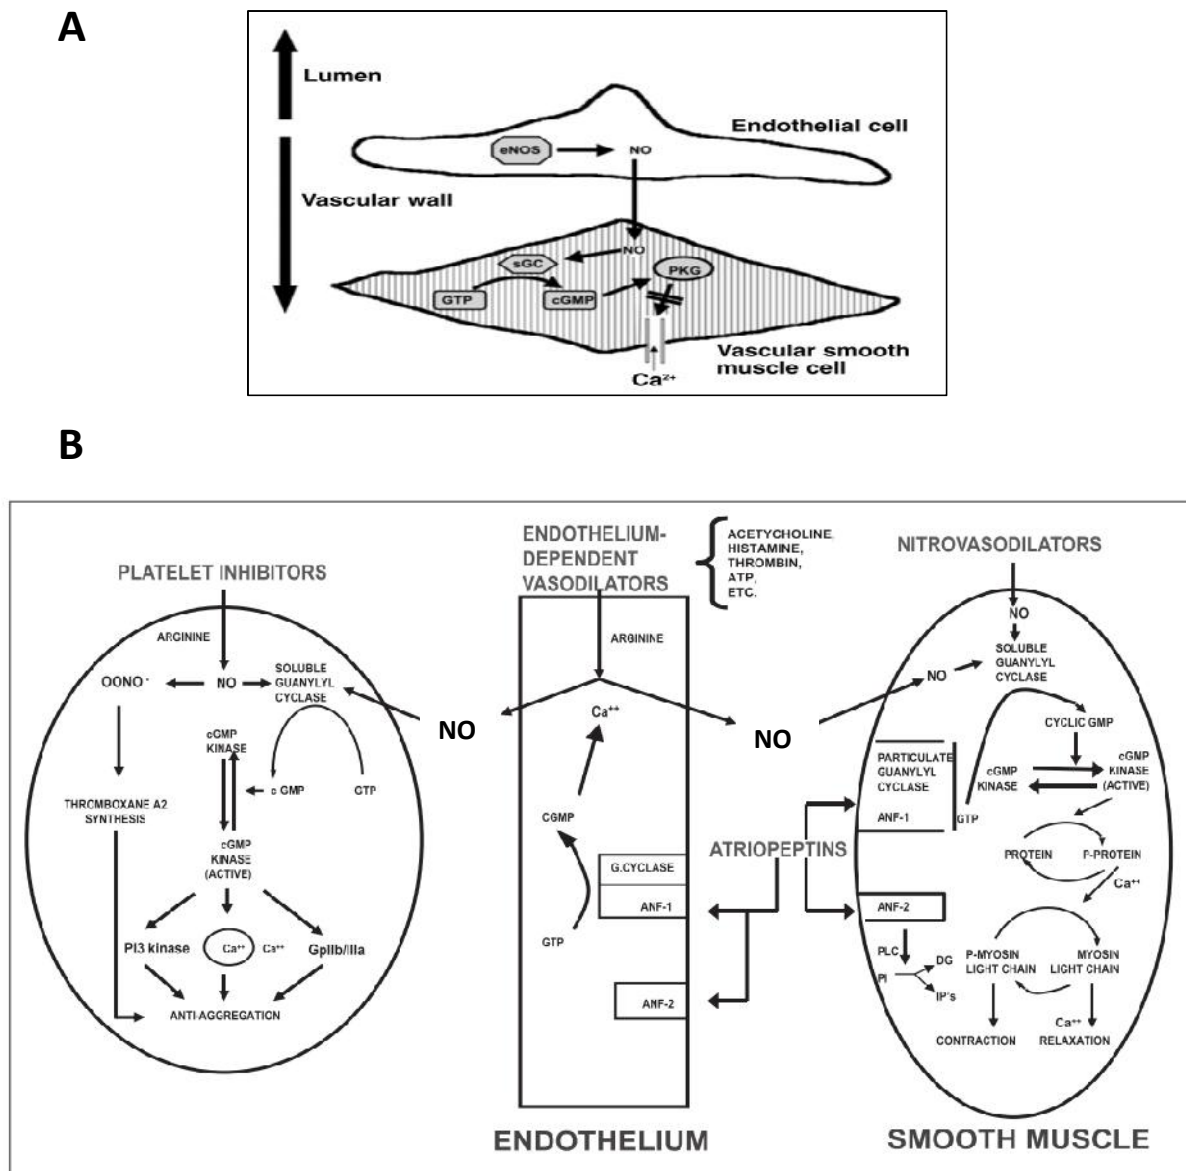 A
Lumen
Endothelial cell
eNOS
NO
Vascular wall
NO
sGC
PKG
GTP
cGMP
Vascular smooth
muscle cell
Ca²⁺
B
PLATELET INHIBITORS
ARGININE
OONO⁻
NO
SOLUBLE
GUANYLYL
CYCLASE
cGMP
KINASE
c GMP
GTP
THROMBOXANE A2
SYNTHESIS
cGMP
KINASE
(ACTIVE)
PI3 kinase
Ca⁺⁺
Ca⁺⁺
GpIIb/IIIa
ANTI-AGGREGATION
NO
ENDOTHELIUM-
DEPENDENT
VASODILATORS
ACETYCHOLINE,
HISTAMINE,
THROMBIN,
ATP,
ETC.
ARGININE
Ca⁺⁺
CGMP
GTP
G.CYCLASE
ANF-1
ANF-2
ENDOTHELIUM
NO
ATRIOPEPTINS
NITROVASODILATORS
NO
SOLUBLE
GUANYLYL
CYCLASE
NO
CYCLIC GMP
PARTICULATE
GUANYLYL
CYCLASE
ANF-1
GTP
cGMP
KINASE
cGMP
KINASE
(ACTIVE)
PROTEIN
P-PROTEIN
Ca⁺⁺
ANF-2
PLC
PI
DG
IP's
P-MYOSIN
LIGHT CHAIN
MYOSIN
LIGHT CHAIN
CONTRACTION
Ca⁺⁺
RELAXATION
SMOOTH MUSCLE